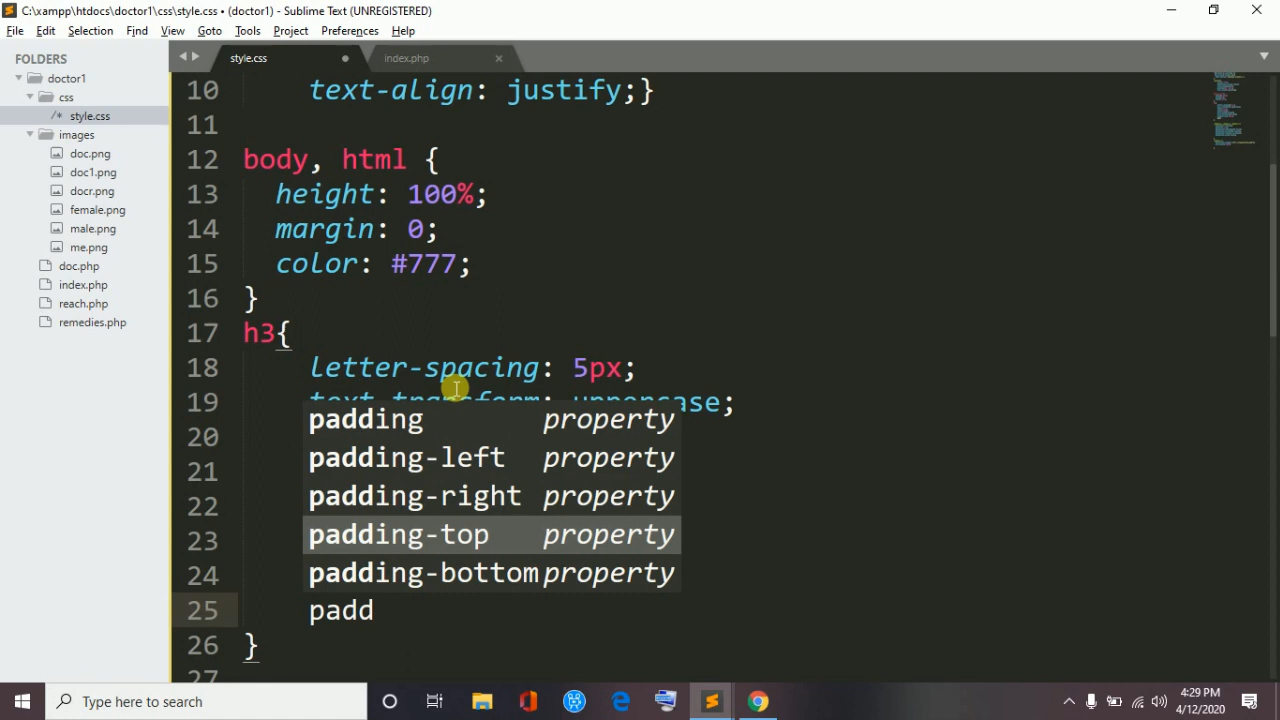 C:\xampp\htdocs\doctor1\css\style.css • (doctor1) - Sublime Text (UNREGISTERED)
File Edit Selection Find View Goto Tools Project Preferences Help
FOLDERS
doctor1
css
/* style.css
images
doc.png
doc1.png
docr.png
female.png
male.png
me.png
doc.php
index.php
reach.php
remedies.php
style.css
index.php
10 text-align: justify;}
11
12 body, html {
13 height: 100%;
14 margin: 0;
15 color: #777;
16 }
17 h3{
18 letter-spacing: 5px;
19 text-transform: uppercase;
20
21
22
23
24
25 padd
26 }
27
padding property
padding-left property
padding-right property
padding-top property
padding-bottom property
Type here to search
4:29 PM
4/12/2020